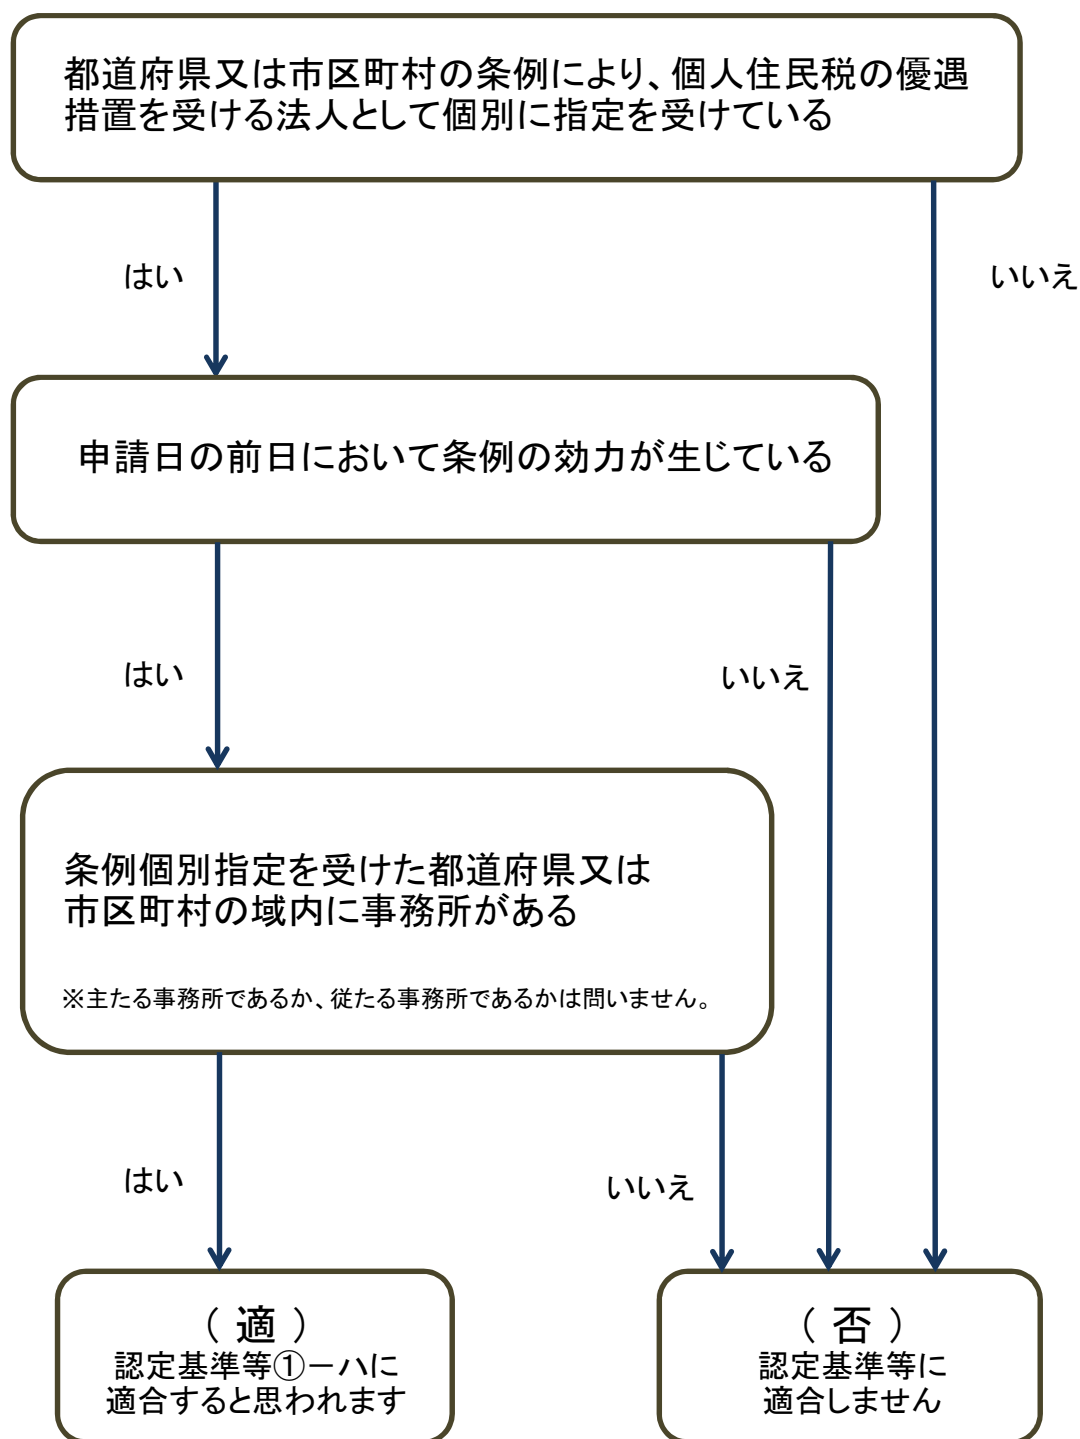 都道府県又は市区町村の条例により、個人住民税の優遇
措置を受ける法人として個別に指定を受けている
はい
いいえ
申請日の前日において条例の効力が生じている
はい
いいえ
条例個別指定を受けた都道府県又は
市区町村の域内に事務所がある
※主たる事務所であるか、従たる事務所であるかは問いません。
はい
いいえ
（ 適 ）
認定基準等①－ハに
適合すると思われます
（ 否 ）
認定基準等に
適合しません